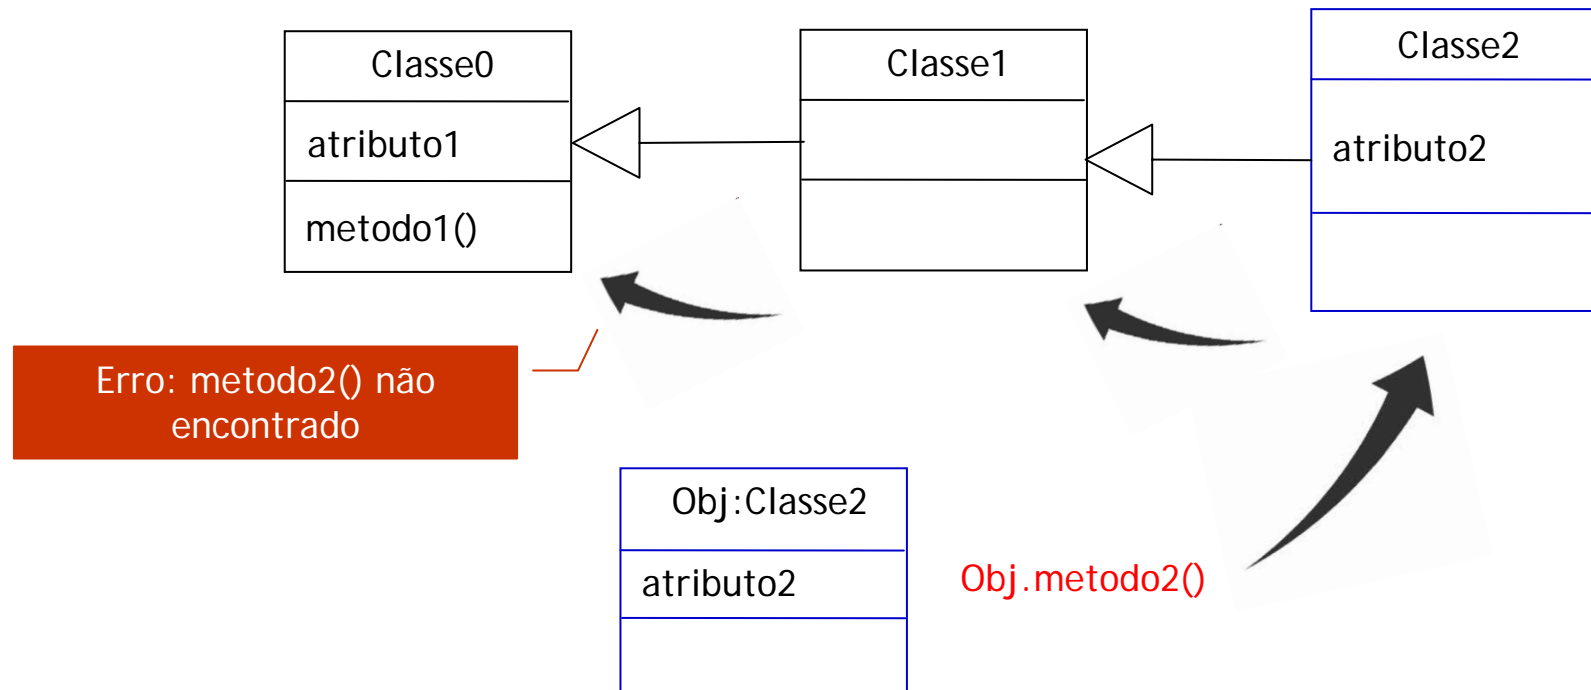 Classe0
atributo1
metodo1()
Classe1
Classe2
atributo2
Erro: metodo2() não
encontrado
Obj:Classe2
atributo2
Obj.metodo2()